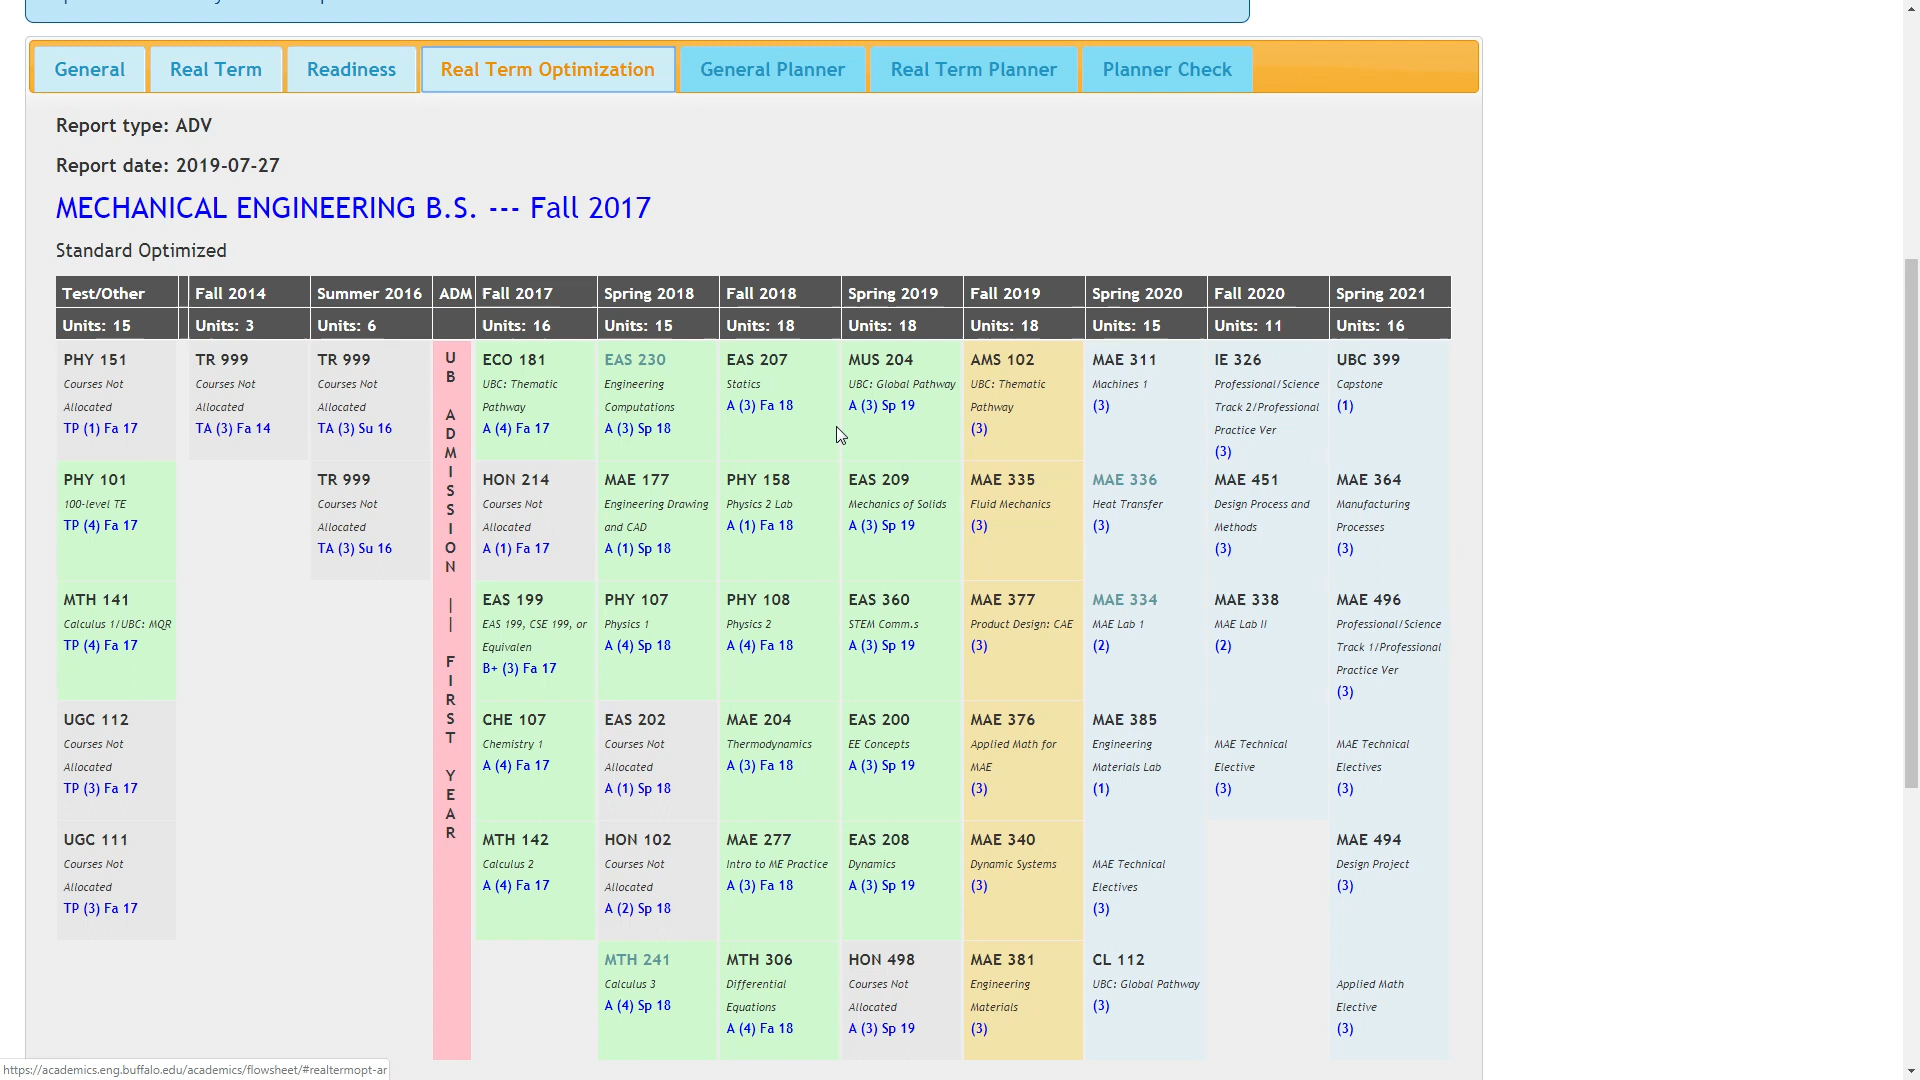 General
Real Term
Readiness
Real Term Optimization
General Planner
Real Term Planner
Planner Check
Report type: ADV
Report date: 2019-07-27
MECHANICAL ENGINEERING B.S. --- Fall 2017
Standard Optimized
Test/Other
Fall 2014
Summer 2016
ADM
Fall 2017
Spring 2018
Fall 2018
Spring 2019
Fall 2019
Spring 2020
Fall 2020
Spring 2021
Units: 15
Units: 3
Units: 6
Units: 16
Units: 15
Units: 18
Units: 18
Units: 18
Units: 15
Units: 11
Units: 16
PHY 151
Courses Not
Allocated
TP (1) Fa 17
PHY 101
100-level TE
TP (4) Fa 17
MTH 141
Calculus 1/UBC: MQR
TP (4) Fa 17
UGC 112
Courses Not
Allocated
TP (3) Fa 17
UGC 111
Courses Not
Allocated
TP (3) Fa 17
TR 999
Courses Not
Allocated
TA (3) Fa 14
TR 999
Courses Not
Allocated
TA (3) Su 16
TR 999
Courses Not
Allocated
TA (3) Su 16
UB ADMISSION || FIRST YEAR
ECO 181
UBC: Thematic
Pathway
A (4) Fa 17
HON 214
Courses Not
Allocated
A (1) Fa 17
EAS 199
EAS 199, CSE 199, or
Equivalen
B+ (3) Fa 17
CHE 107
Chemistry 1
A (4) Fa 17
MTH 142
Calculus 2
A (4) Fa 17
EAS 230
Engineering
Computations
A (3) Sp 18
MAE 177
Engineering Drawing
and CAD
A (1) Sp 18
PHY 107
Physics 1
A (4) Sp 18
EAS 202
Courses Not
Allocated
A (1) Sp 18
HON 102
Courses Not
Allocated
A (2) Sp 18
MTH 241
Calculus 3
A (4) Sp 18
EAS 207
Statics
A (3) Fa 18
PHY 158
Physics 2 Lab
A (1) Fa 18
PHY 108
Physics 2
A (4) Fa 18
MAE 204
Thermodynamics
A (3) Fa 18
MAE 277
Intro to ME Practice
A (3) Fa 18
MTH 306
Differential
Equations
A (4) Fa 18
MUS 204
UBC: Global Pathway
A (3) Sp 19
EAS 209
Mechanics of Solids
A (3) Sp 19
EAS 360
STEM Comm.s
A (3) Sp 19
EAS 200
EE Concepts
A (3) Sp 19
EAS 208
Dynamics
A (3) Sp 19
HON 498
Courses Not
Allocated
A (3) Sp 19
AMS 102
UBC: Thematic
Pathway
(3)
MAE 335
Fluid Mechanics
(3)
MAE 377
Product Design: CAE
(3)
MAE 376
Applied Math for
MAE
(3)
MAE 340
Dynamic Systems
(3)
MAE 381
Engineering
Materials
(3)
MAE 311
Machines 1
(3)
MAE 336
Heat Transfer
(3)
MAE 334
MAE Lab 1
(2)
MAE 385
Engineering
Materials Lab
(1)
MAE Technical
Electives
(3)
CL 112
UBC: Global Pathway
(3)
IE 326
Professional/Science
Track 2/Professional
Practice Ver
(3)
MAE 451
Design Process and
Methods
(3)
MAE 338
MAE Lab II
(2)
MAE Technical
Elective
(3)
UBC 399
Capstone
(1)
MAE 364
Manufacturing
Processes
(3)
MAE 496
Professional/Science
Track 1/Professional
Practice Ver
(3)
MAE Technical
Electives
(3)
MAE 494
Design Project
(3)
Applied Math
Elective
(3)
https://academics.eng.buffalo.edu/academics/flowsheet/#realtermopt-ar